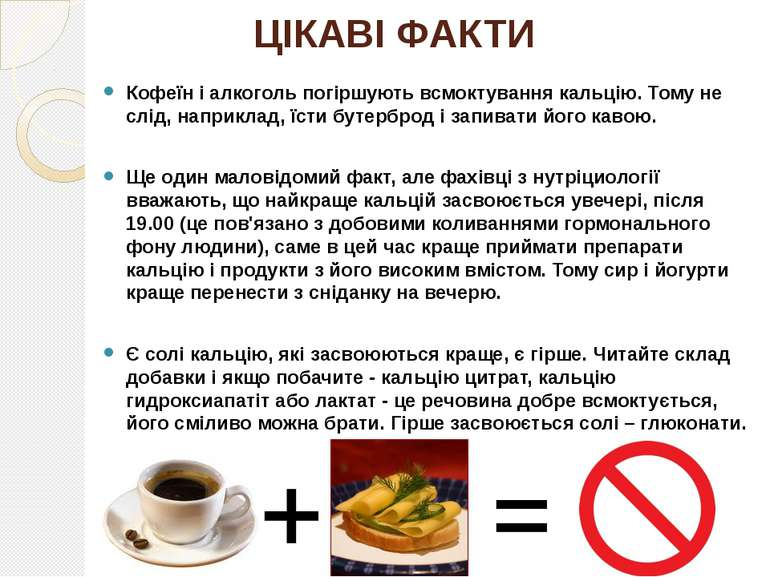 ЦІКАВІ ФАКТИ
Кофеїн і алкоголь погіршують всмоктування кальцію. Тому не
слід, наприклад, їсти бутерброд і запивати його кавою.
Ще один маловідомий факт, але фахівці з нутріциології
вважають, що найкраще кальцій засвоюється увечері, після
19.00 (це пов'язано з добовими коливаннями гормонального
фону людини), саме в цей час краще приймати препарати
кальцію і продукти з його високим вмістом. Тому сир і йогурти
краще перенести з сніданку на вечерю.
Є солі кальцію, які засвоюються краще, є гірше. Читайте склад
добавки і якщо побачите - кальцію цитрат, кальцію
гидроксиапатіт або лактат - це речовина добре всмоктується,
його сміливо можна брати. Гірше засвоюється солі – глюконати.
+ =